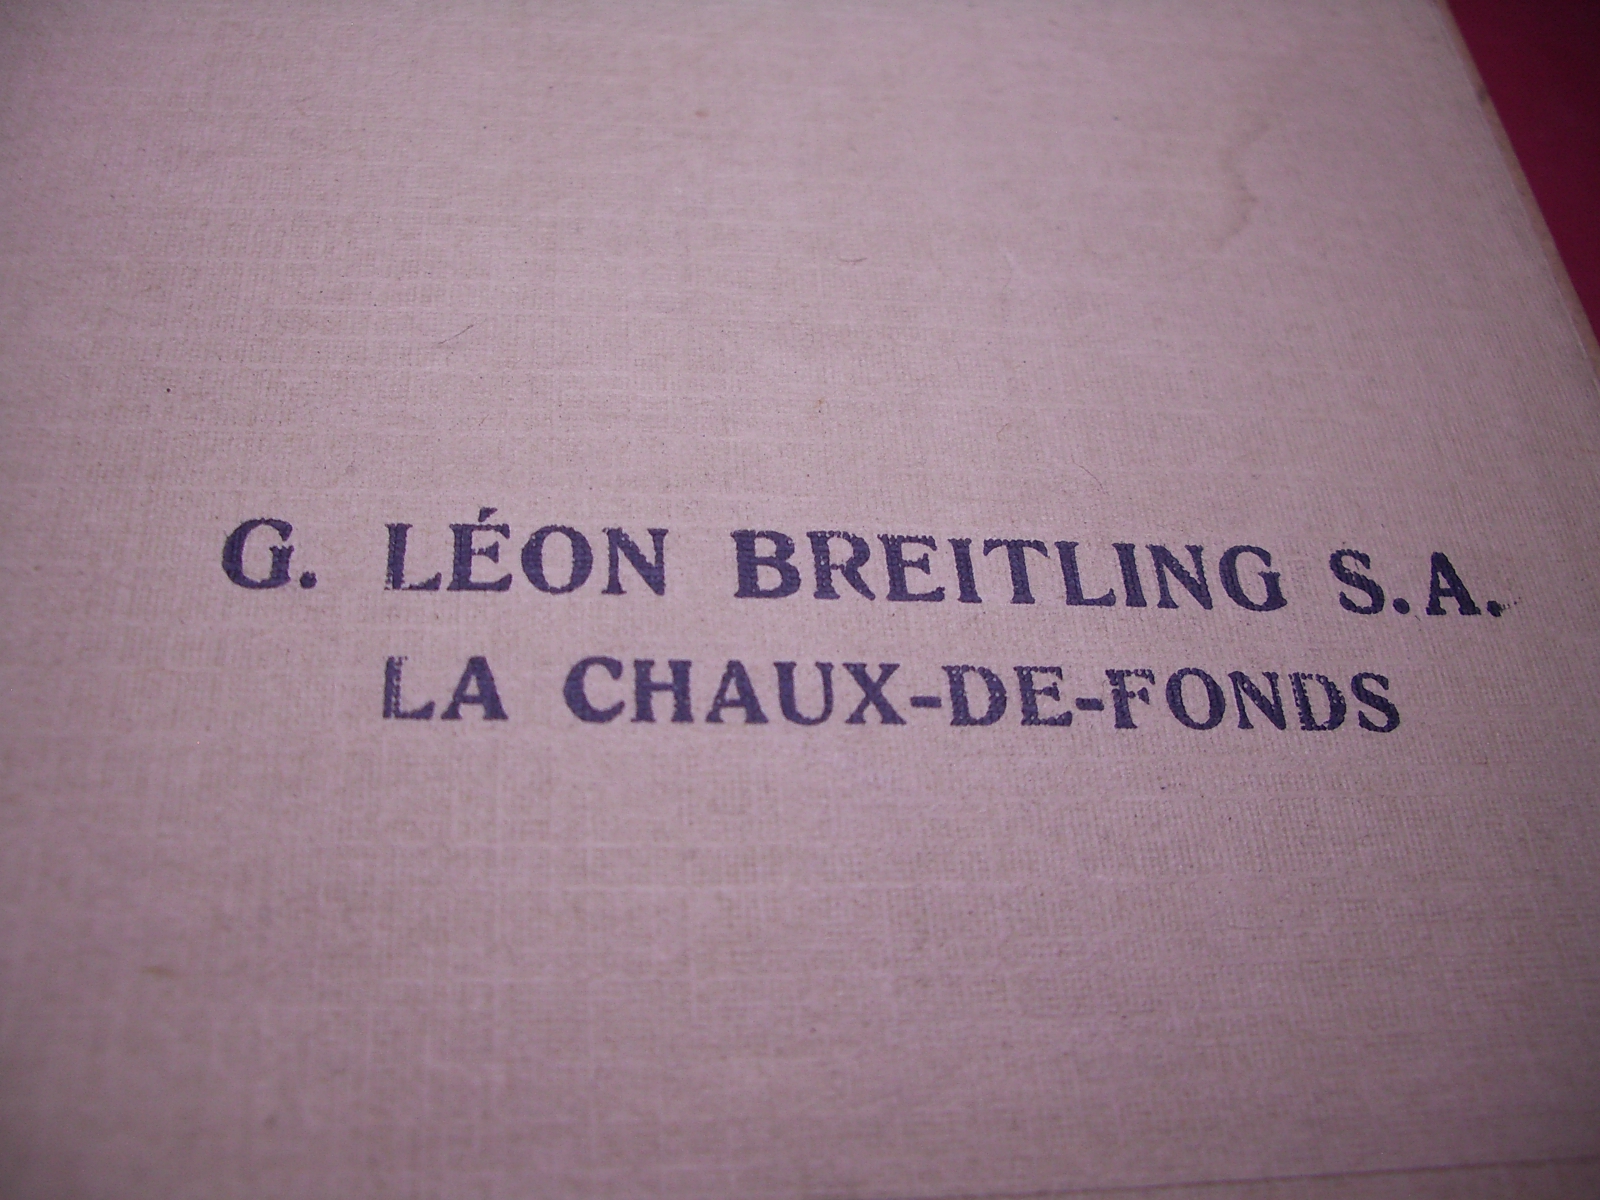 G. LÉON BREITLING S.A.
LA CHAUX-DE-FONDS